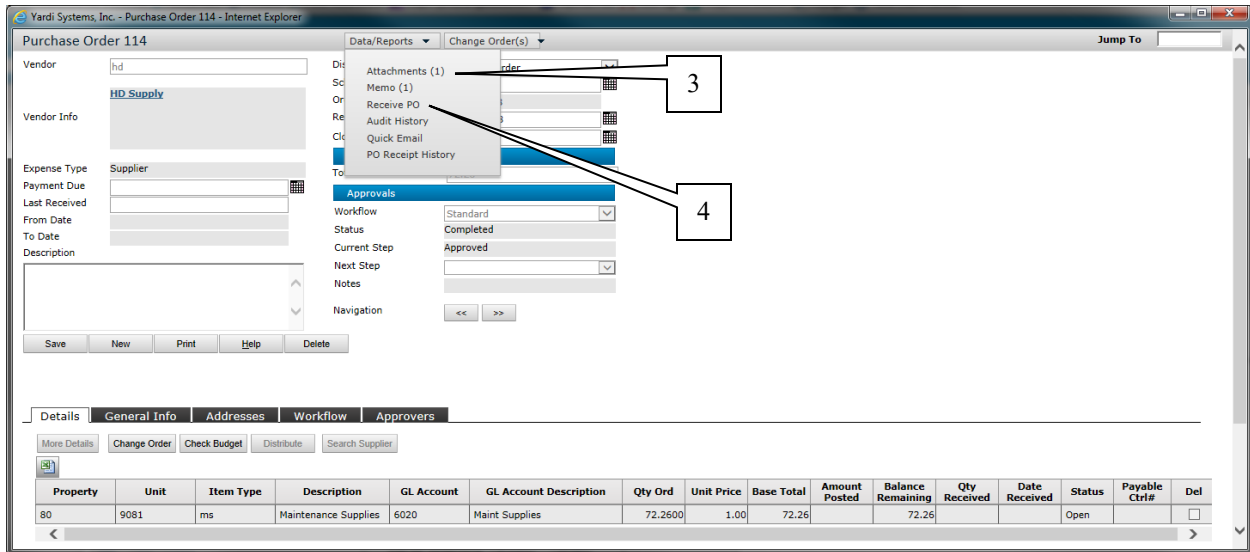 Yardi Systems, Inc. - Purchase Order 114 - Internet Explorer
Purchase Order 114 Data/Reports Change Order(s) Jump To
Vendor hd
HD Supply
Vendor Info
Expense Type Supplier
Payment Due
Last Received
From Date
To Date
Description
Attachments (1)
Memo (1)
Receive PO
Audit History
Quick Email
PO Receipt History
3
4
Approvals
Workflow Standard
Status Completed
Current Step Approved
Next Step
Notes
Navigation << >>
Save New Print Help Delete
Details General Info Addresses Workflow Approvers
More Details Change Order Check Budget Distribute Search Supplier
Property Unit Item Type Description GL Account GL Account Description Qty Ord Unit Price Base Total Amount Posted Balance Remaining Qty Received Date Received Status Payable Ctrl# Del
80 9081 ms Maintenance Supplies 6020 Maint Supplies 72.2600 1.00 72.26 72.26 Open